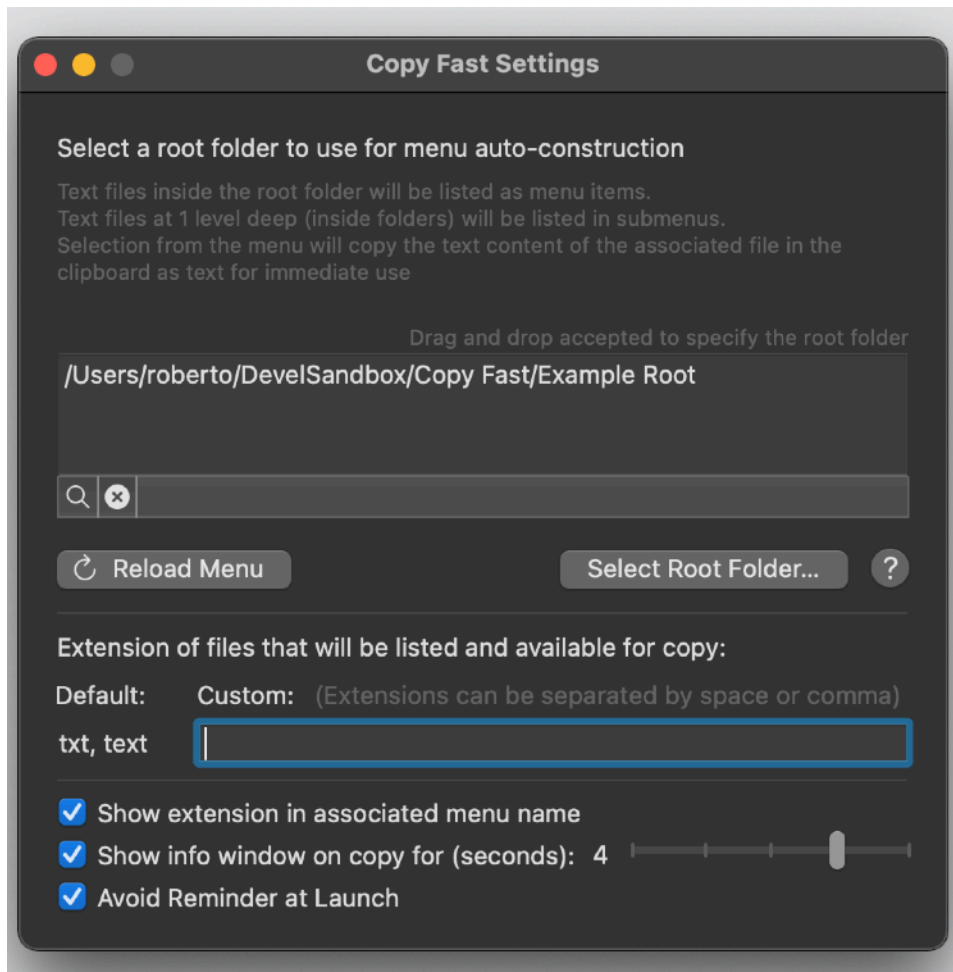 Copy Fast Settings
Select a root folder to use for menu auto-construction
Text files inside the root folder will be listed as menu items.
Text files at 1 level deep (inside folders) will be listed in submenus.
Selection from the menu will copy the text content of the associated file in the
clipboard as text for immediate use
Drag and drop accepted to specify the root folder
/Users/roberto/DevelSandbox/Copy Fast/Example Root
Reload Menu Select Root Folder... ?
Extension of files that will be listed and available for copy:
Default: Custom: (Extensions can be separated by space or comma)
txt, text
Show extension in associated menu name
Show info window on copy for (seconds): 4
Avoid Reminder at Launch